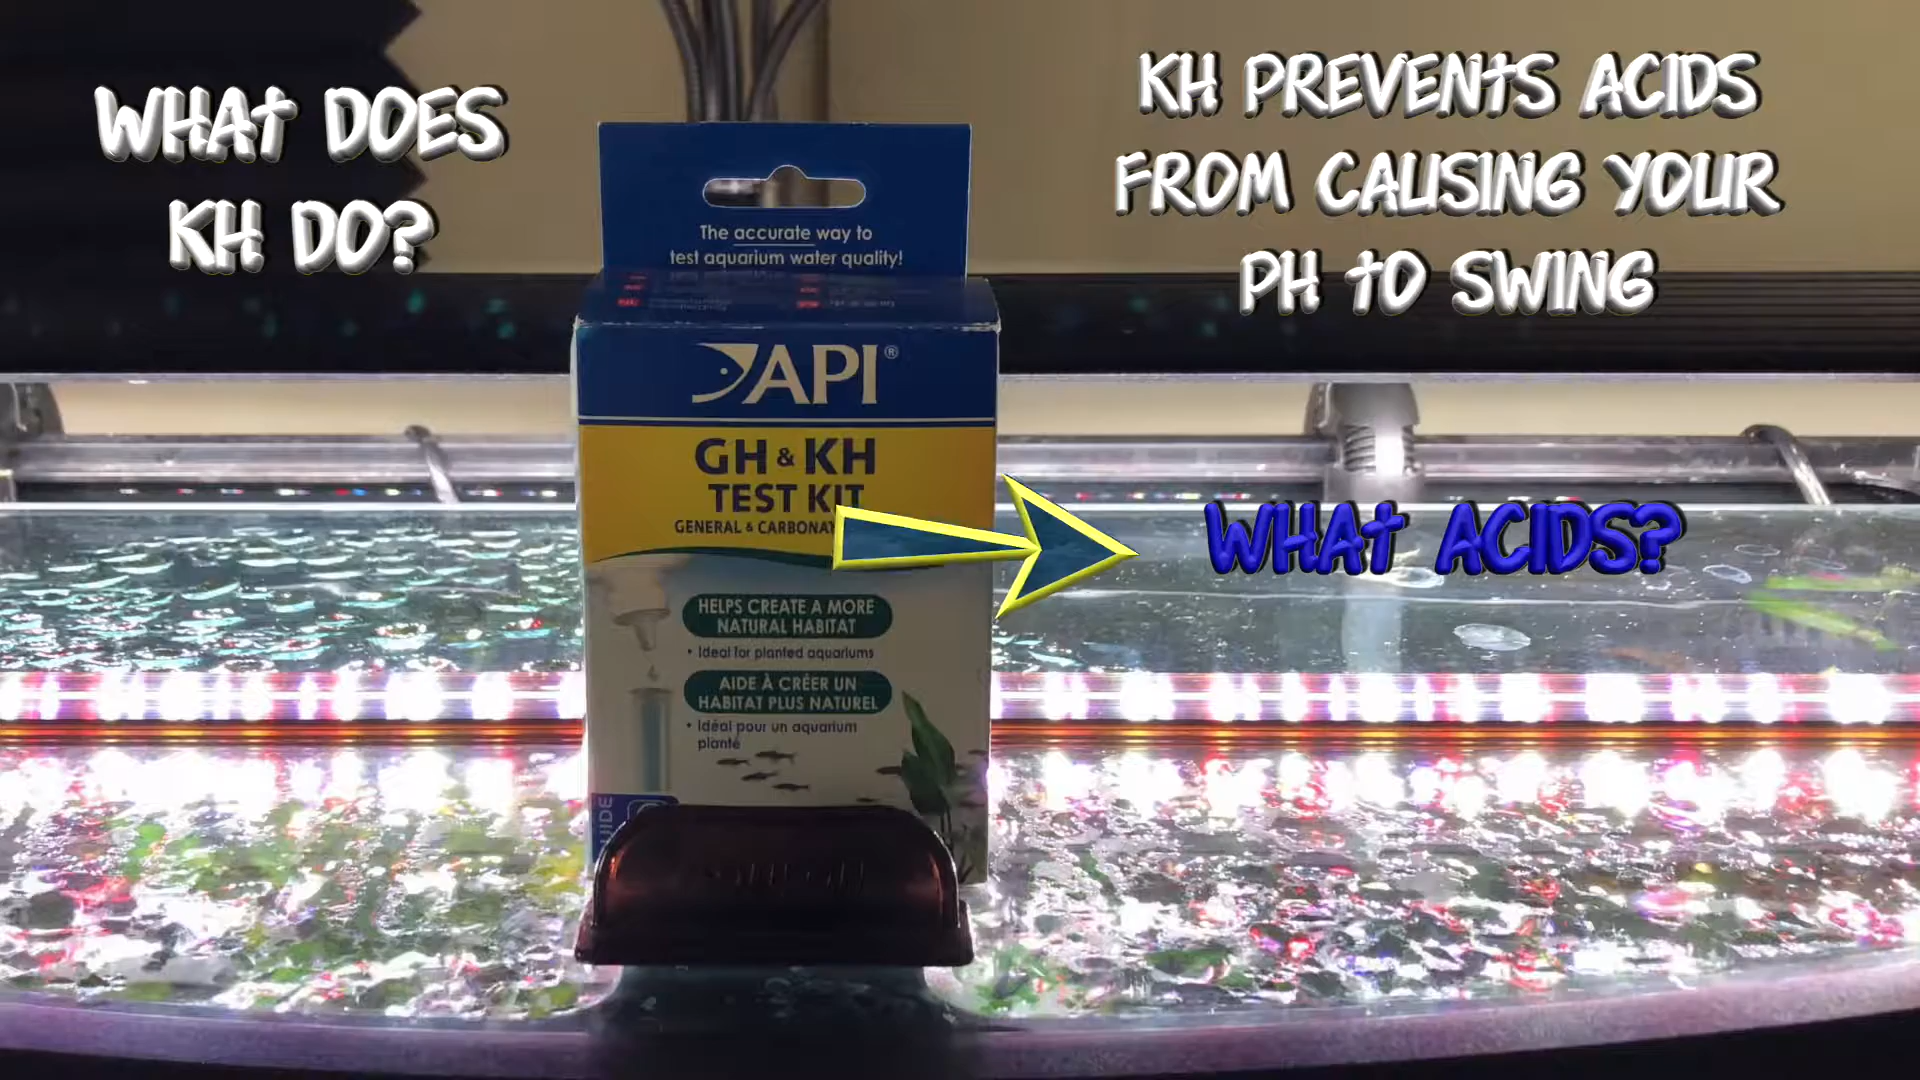 WHAT DOES
KH DO?
KH PREVENTS ACIDS
FROM CAUSING YOUR
PH TO SWING
WHAT ACIDS?
The accurate way to
test aquarium water quality!
API®
GH & KH
TEST KIT
GENERAL & CARBONA
HELPS CREATE A MORE
NATURAL HABITAT
• Ideal for planted aquariums
AIDE À CRÉER UN
HABITAT PLUS NATUREL
• Idéal pour un aquarium
planté